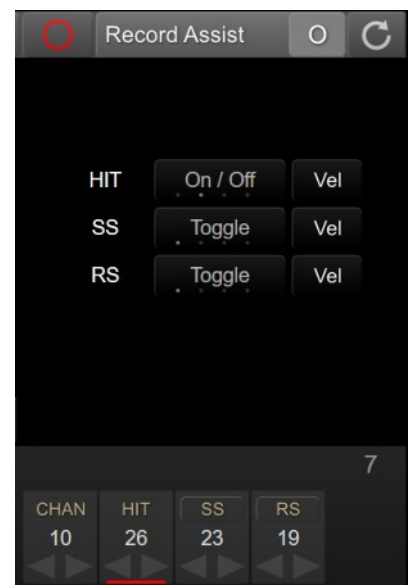 Record Assist O
HIT On / Off Vel
SS Toggle Vel
RS Toggle Vel
7
CHAN HIT SS RS
10 26 23 19